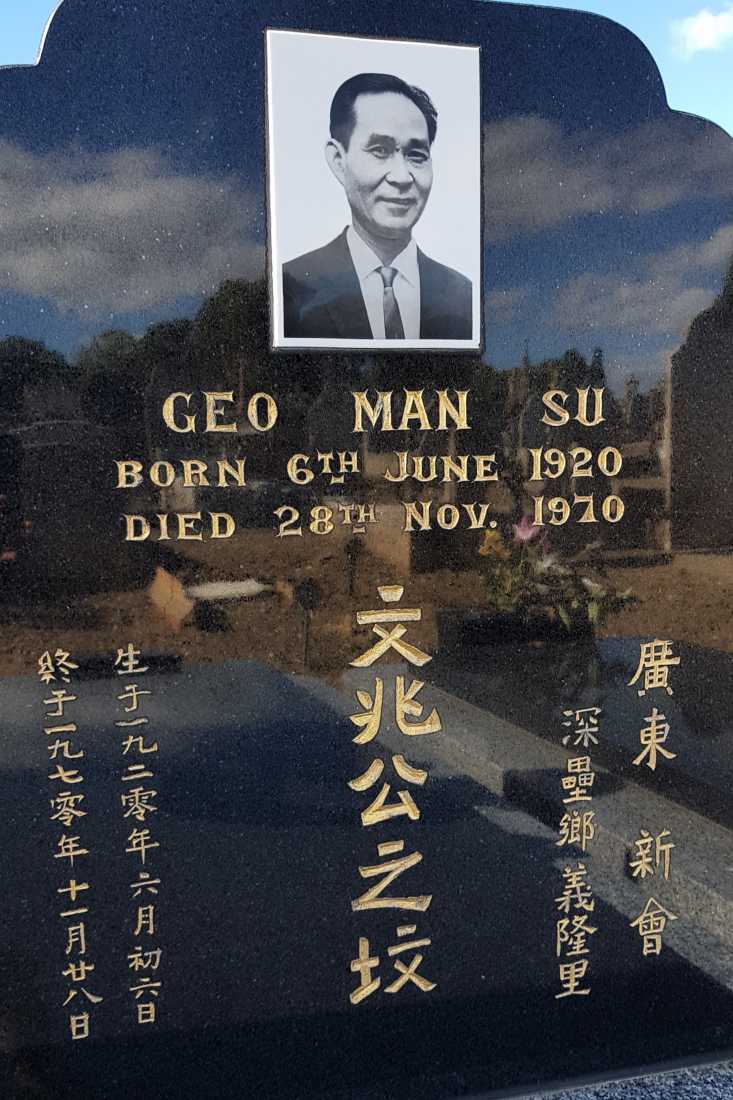 GEO MAN SU
BORN 6TH JUNE 1920
DIED 28TH NOV. 1970
廣東 新會
深壘鄉義隆里
文兆公之坟
生于一九二零年六月初六日
終于一九七零年十一月廿八日